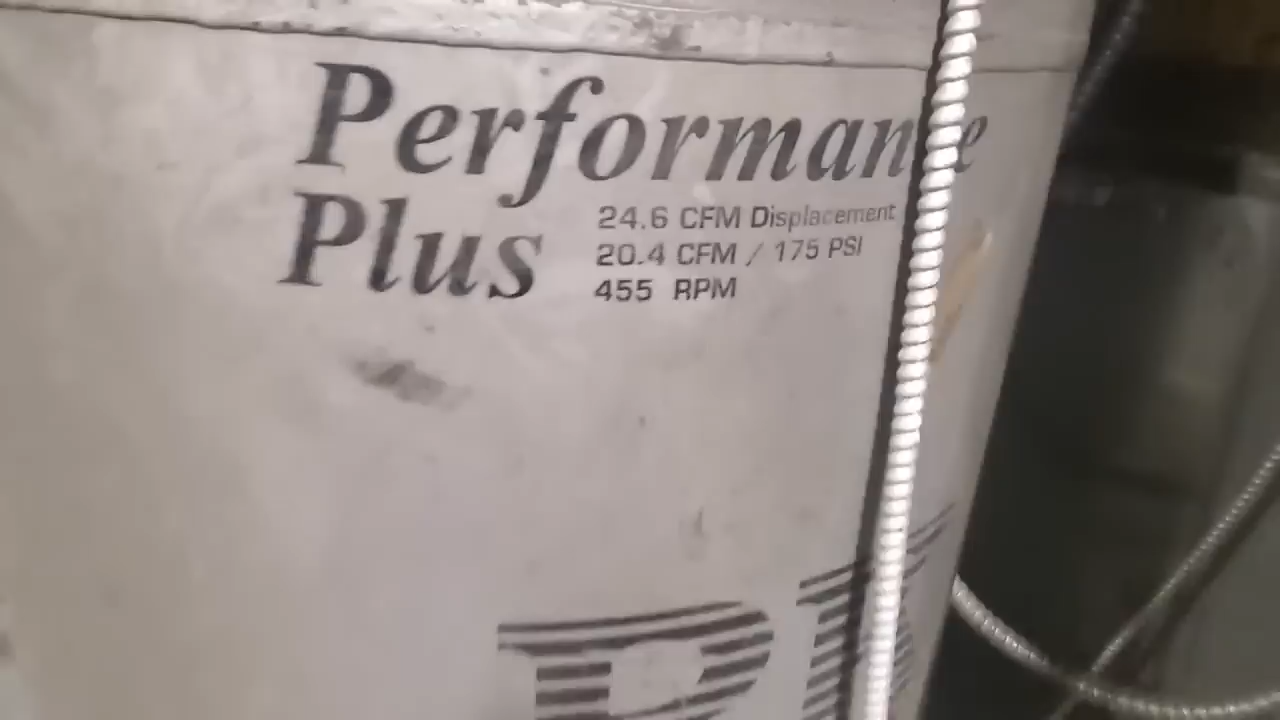 Performance
Plus
24.6 CFM Displacement
20.4 CFM / 175 PSI
455 RPM